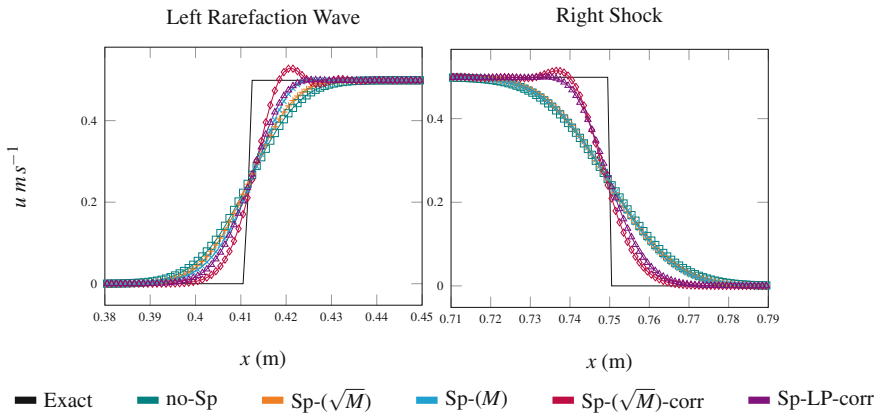 Left Rarefaction Wave
Right Shock
u m s⁻¹
0.4
0.2
0
0.38 0.39 0.4 0.41 0.42 0.43 0.44 0.45
x (m)
0.4
0.2
0
0.71 0.72 0.73 0.74 0.75 0.76 0.77 0.78 0.79
x (m)
Exact no-Sp Sp-(√M) Sp-(M) Sp-(√M)-corr Sp-LP-corr